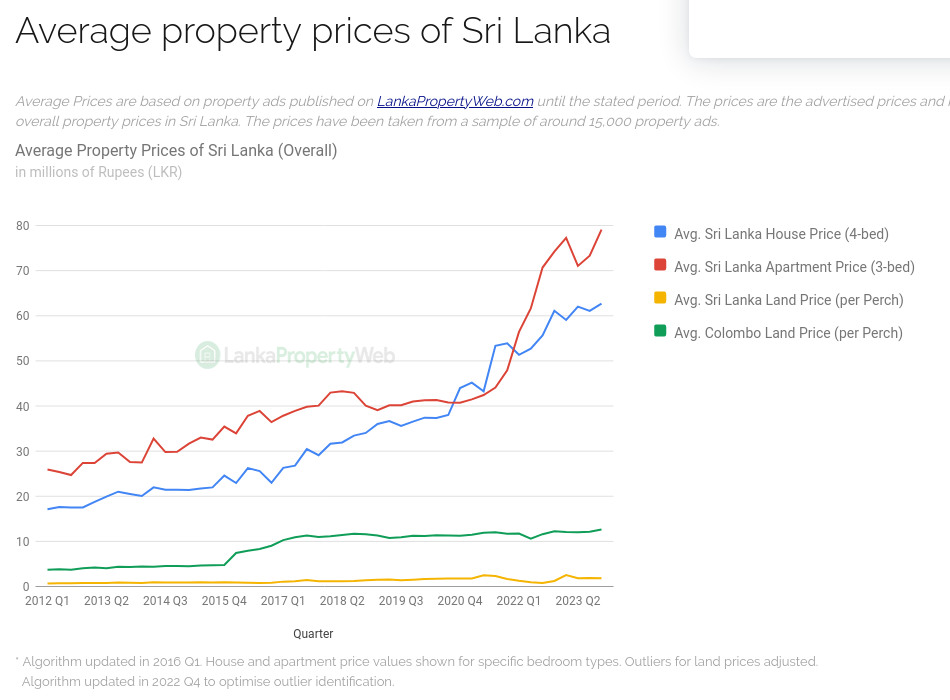 Average property prices of Sri Lanka
Average Prices are based on property ads published on LankaPropertyWeb.com until the stated period. The prices are the advertised prices and
overall property prices in Sri Lanka. The prices have been taken from a sample of around 15,000 property ads.
Average Property Prices of Sri Lanka (Overall)
in millions of Rupees (LKR)
80
70
60
50
40
30
20
10
0
LankaPropertyWeb
Avg. Sri Lanka House Price (4-bed)
Avg. Sri Lanka Apartment Price (3-bed)
Avg. Sri Lanka Land Price (per Perch)
Avg. Colombo Land Price (per Perch)
2012 Q1 2013 Q2 2014 Q3 2015 Q4 2017 Q1 2018 Q2 2019 Q3 2020 Q4 2022 Q1 2023 Q2
Quarter
* Algorithm updated in 2016 Q1. House and apartment price values shown for specific bedroom types. Outliers for land prices adjusted.
Algorithm updated in 2022 Q4 to optimise outlier identification.